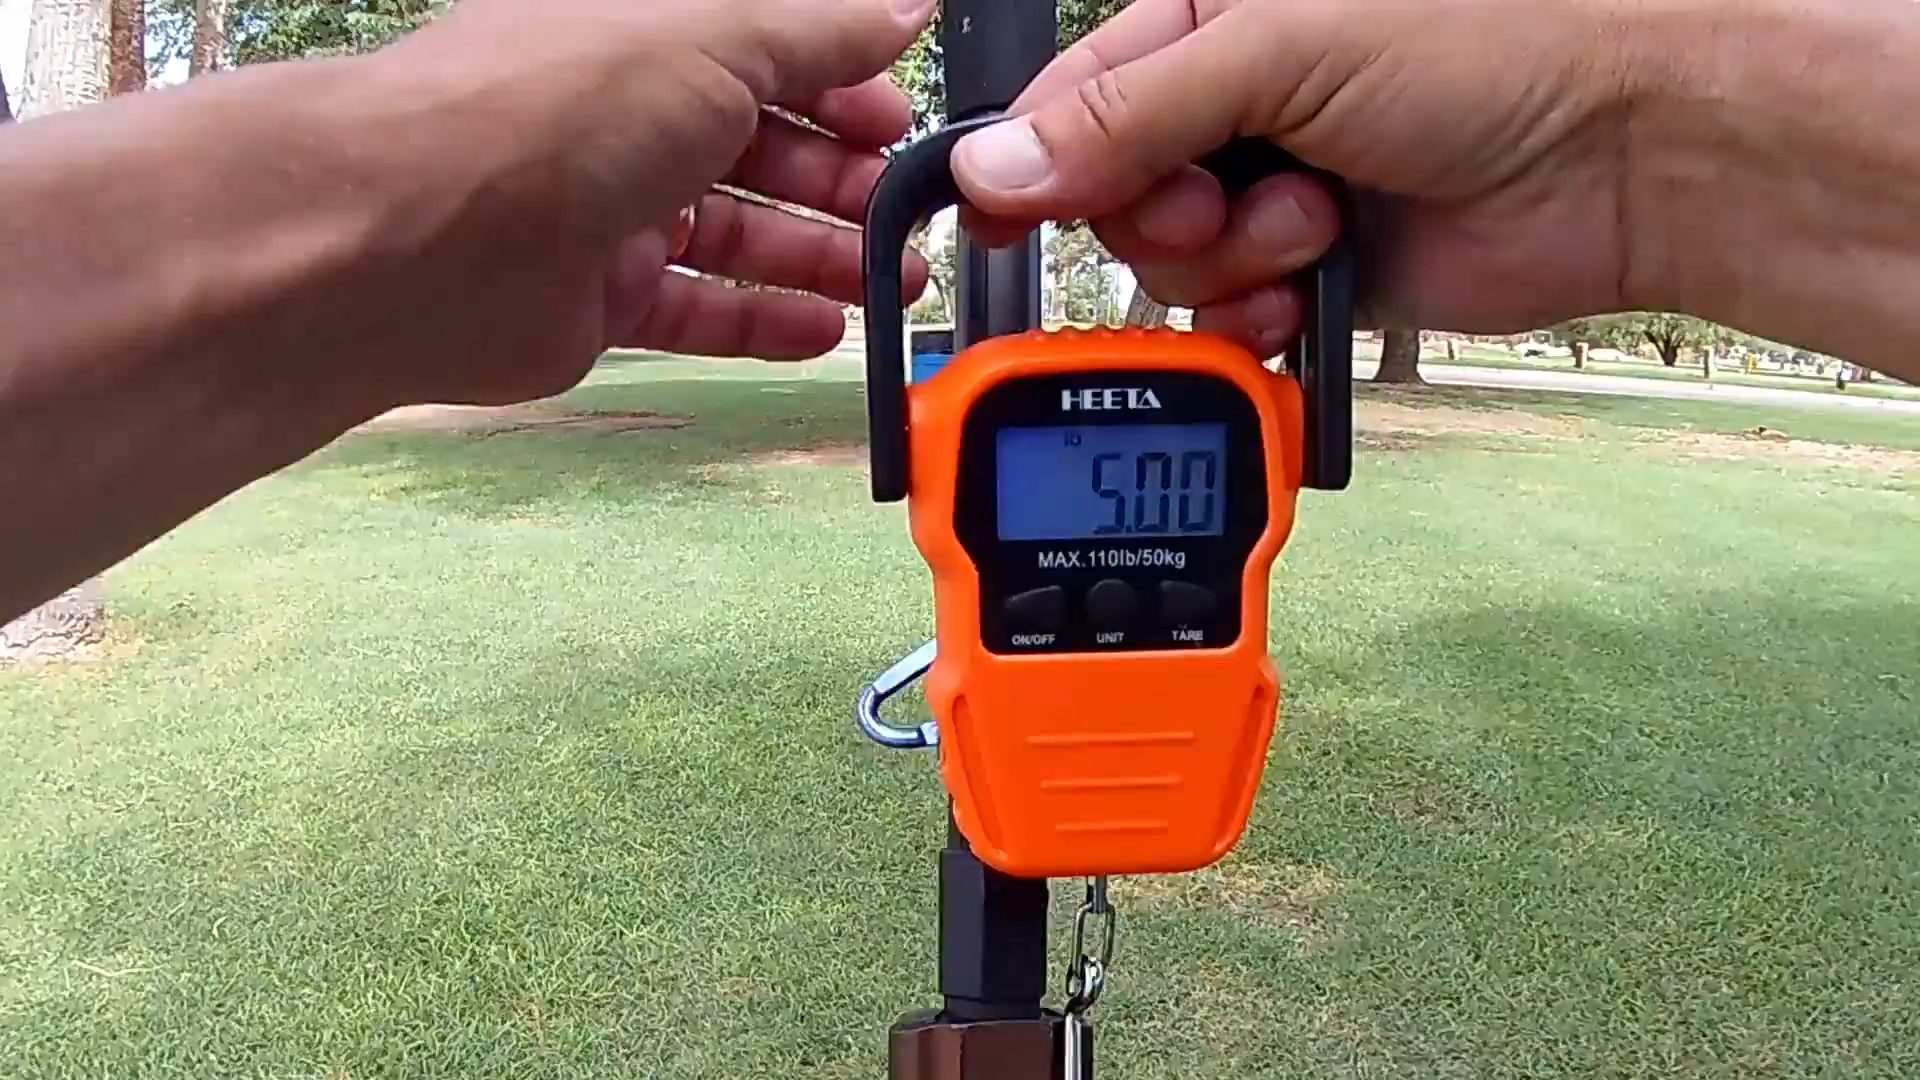 HEETA
lb
5.00
MAX.110lb/50kg
ON/OFF UNIT TARE